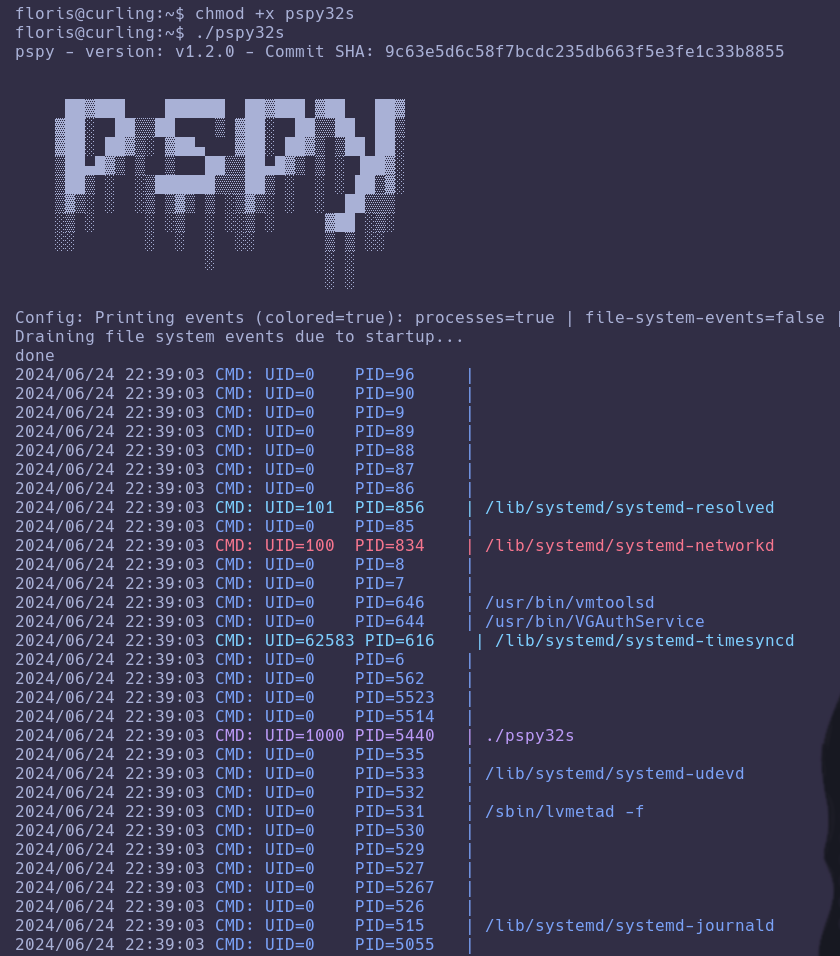 floris@curling:~$ chmod +x pspy32s
floris@curling:~$ ./pspy32s
pspy - version: v1.2.0 - Commit SHA: 9c63e5d6c58f7bcdc235db663f5e3fe1c33b8855
Config: Printing events (colored=true): processes=true | file-system-events=false |
Draining file system events due to startup...
done
2024/06/24 22:39:03 CMD: UID=0    PID=96     |
2024/06/24 22:39:03 CMD: UID=0    PID=90     |
2024/06/24 22:39:03 CMD: UID=0    PID=9      |
2024/06/24 22:39:03 CMD: UID=0    PID=89     |
2024/06/24 22:39:03 CMD: UID=0    PID=88     |
2024/06/24 22:39:03 CMD: UID=0    PID=87     |
2024/06/24 22:39:03 CMD: UID=0    PID=86     |
2024/06/24 22:39:03 CMD: UID=101  PID=856    | /lib/systemd/systemd-resolved
2024/06/24 22:39:03 CMD: UID=0    PID=85     |
2024/06/24 22:39:03 CMD: UID=100  PID=834    | /lib/systemd/systemd-networkd
2024/06/24 22:39:03 CMD: UID=0    PID=8      |
2024/06/24 22:39:03 CMD: UID=0    PID=7      |
2024/06/24 22:39:03 CMD: UID=0    PID=646    | /usr/bin/vmtoolsd
2024/06/24 22:39:03 CMD: UID=0    PID=644    | /usr/bin/VGAuthService
2024/06/24 22:39:03 CMD: UID=62583 PID=616    | /lib/systemd/systemd-timesyncd
2024/06/24 22:39:03 CMD: UID=0    PID=6      |
2024/06/24 22:39:03 CMD: UID=0    PID=562    |
2024/06/24 22:39:03 CMD: UID=0    PID=5523   |
2024/06/24 22:39:03 CMD: UID=0    PID=5514   |
2024/06/24 22:39:03 CMD: UID=1000 PID=5440   | ./pspy32s
2024/06/24 22:39:03 CMD: UID=0    PID=535    |
2024/06/24 22:39:03 CMD: UID=0    PID=533    | /lib/systemd/systemd-udevd
2024/06/24 22:39:03 CMD: UID=0    PID=532    |
2024/06/24 22:39:03 CMD: UID=0    PID=531    | /sbin/lvmetad -f
2024/06/24 22:39:03 CMD: UID=0    PID=530    |
2024/06/24 22:39:03 CMD: UID=0    PID=529    |
2024/06/24 22:39:03 CMD: UID=0    PID=527    |
2024/06/24 22:39:03 CMD: UID=0    PID=5267   |
2024/06/24 22:39:03 CMD: UID=0    PID=526    |
2024/06/24 22:39:03 CMD: UID=0    PID=515    | /lib/systemd/systemd-journald
2024/06/24 22:39:03 CMD: UID=0    PID=5055   |